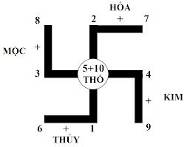 HỎA
8 2 + 7
MỘC
+
5+10
THỔ
3 4
+ KIM
6 + 1 9
THỦY